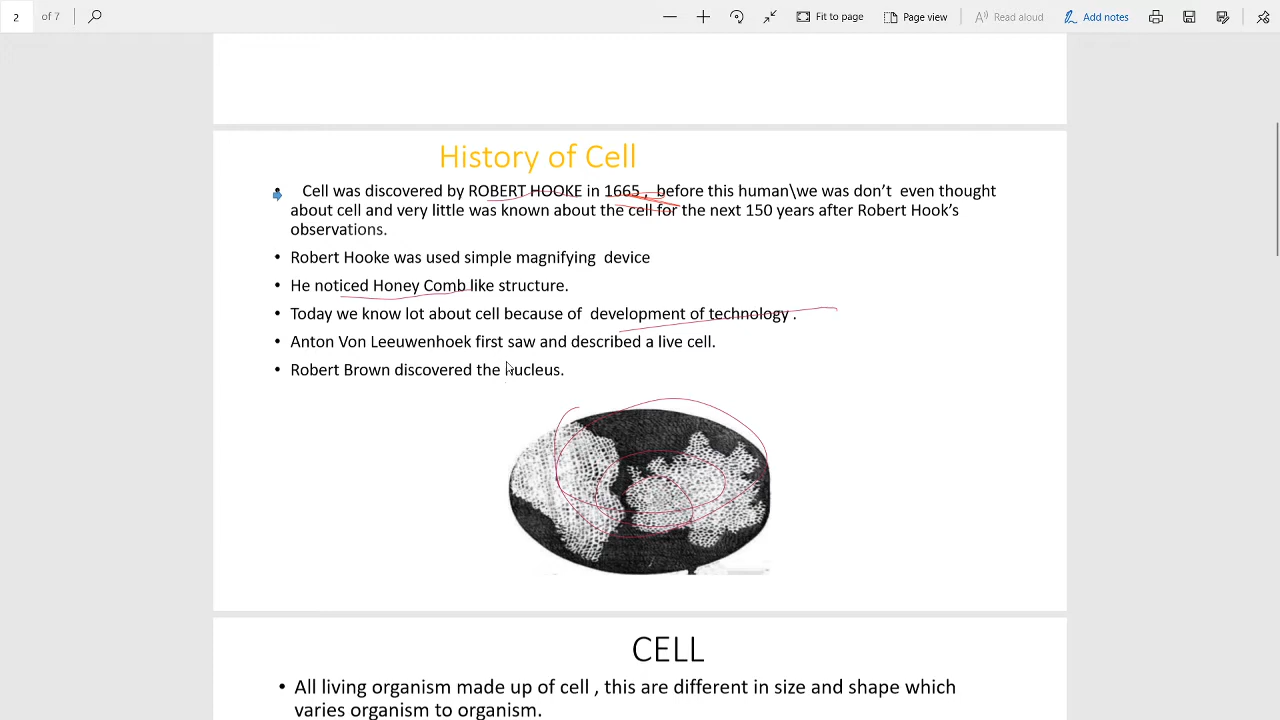 2 of 7
Fit to page
Page view
Read aloud
Add notes
History of Cell
• Cell was discovered by ROBERT HOOKE in 1665 , before this human\we was don't even thought
about cell and very little was known about the cell for the next 150 years after Robert Hook's
observations.
• Robert Hooke was used simple magnifying device
• He noticed Honey Comb like structure.
• Today we know lot about cell because of development of technology .
• Anton Von Leeuwenhoek first saw and described a live cell.
• Robert Brown discovered the nucleus.
CELL
• All living organism made up of cell , this are different in size and shape which
varies organism to organism.